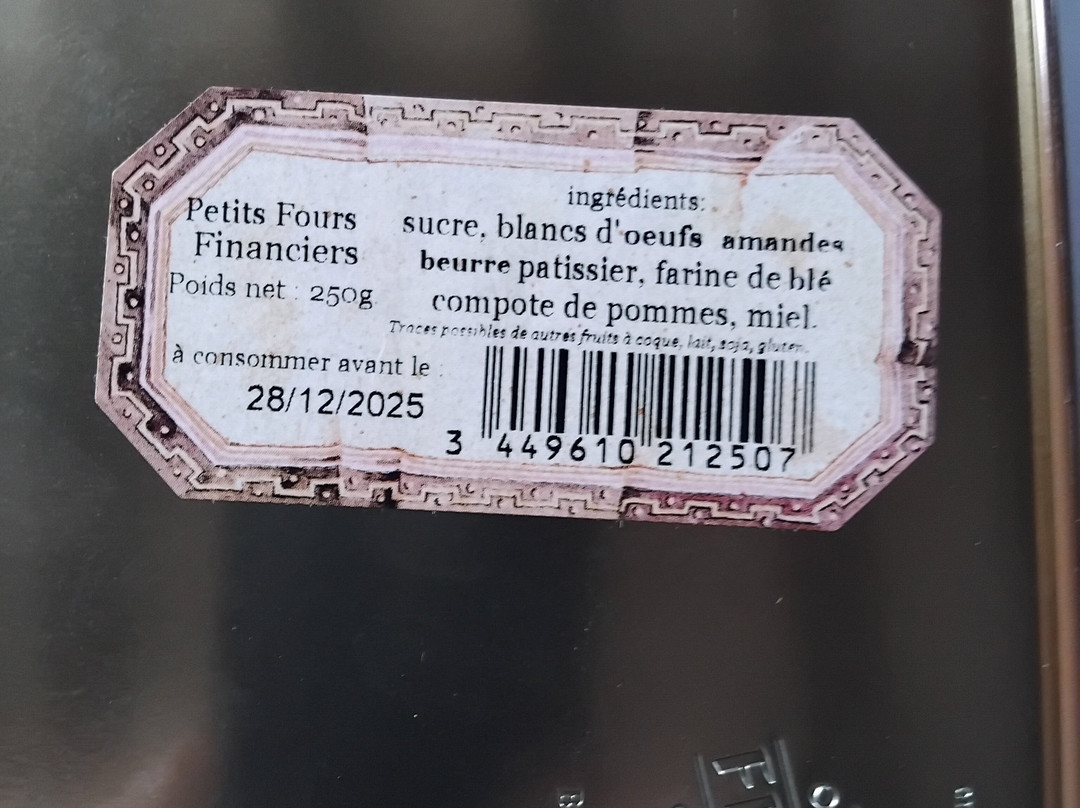 Petits Fours
Financiers
Poids net : 250g
à consommer avant le :
28/12/2025
ingrédients:
sucre, blancs d'oeufs amandes
beurre patissier, farine de blé
compote de pommes, miel.
Traces possibles de autres fruits à coque, lait, soja, gluten.
3 449610 212507